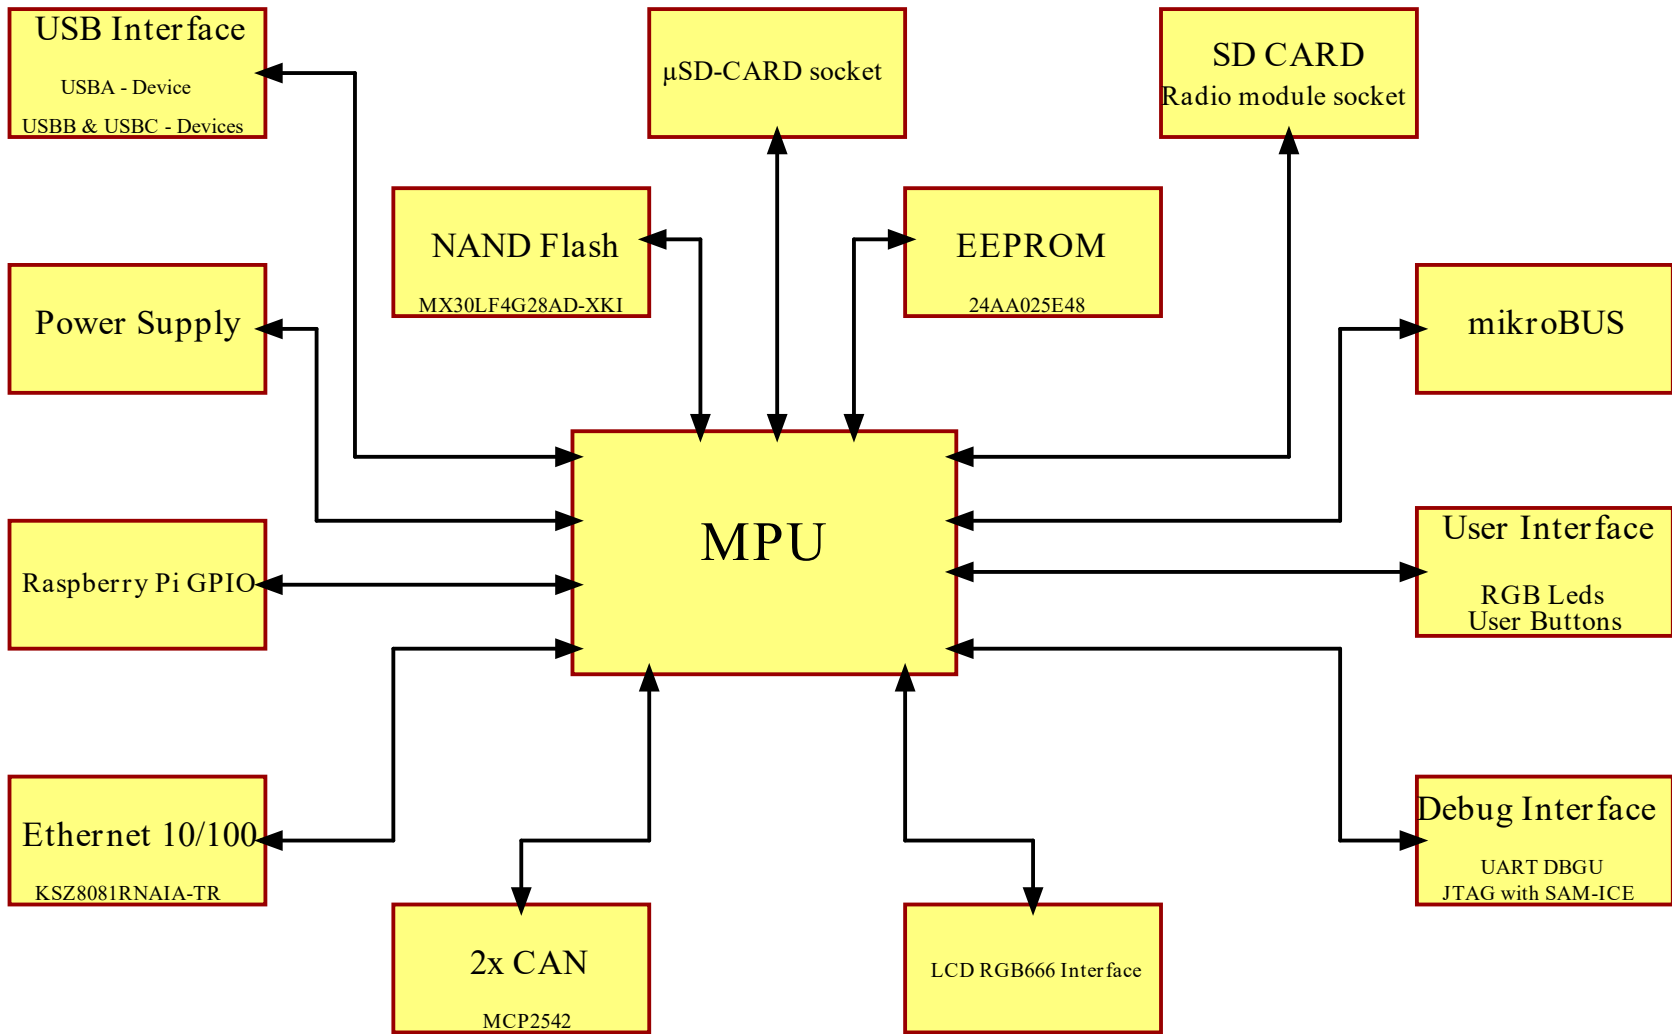 USB Interface
USBA - Device
USBB & USBC - Devices
µSD-CARD socket
SD CARD
Radio module socket
NAND Flash
MX30LF4G28AD-XKI
EEPROM
24AA025E48
Power Supply
mikroBUS
MPU
Raspberry Pi GPIO
User Interface
RGB Leds
User Buttons
Ethernet 10/100
KSZ8081RNAIA-TR
Debug Interface
UART DBGU
JTAG with SAM-ICE
2x CAN
MCP2542
LCD RGB666 Interface